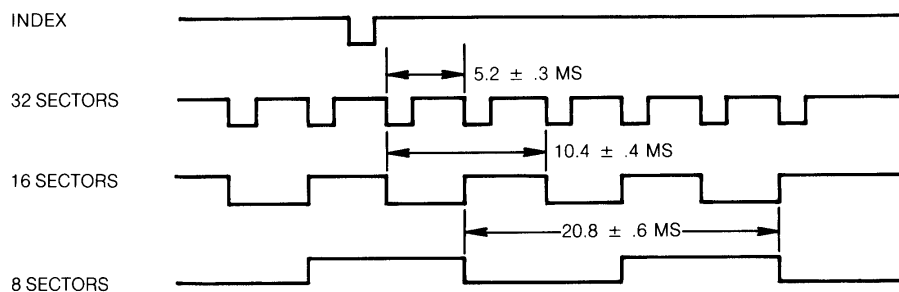 INDEX
5.2 ± .3 MS
32 SECTORS
10.4 ± .4 MS
16 SECTORS
20.8 ± .6 MS
8 SECTORS